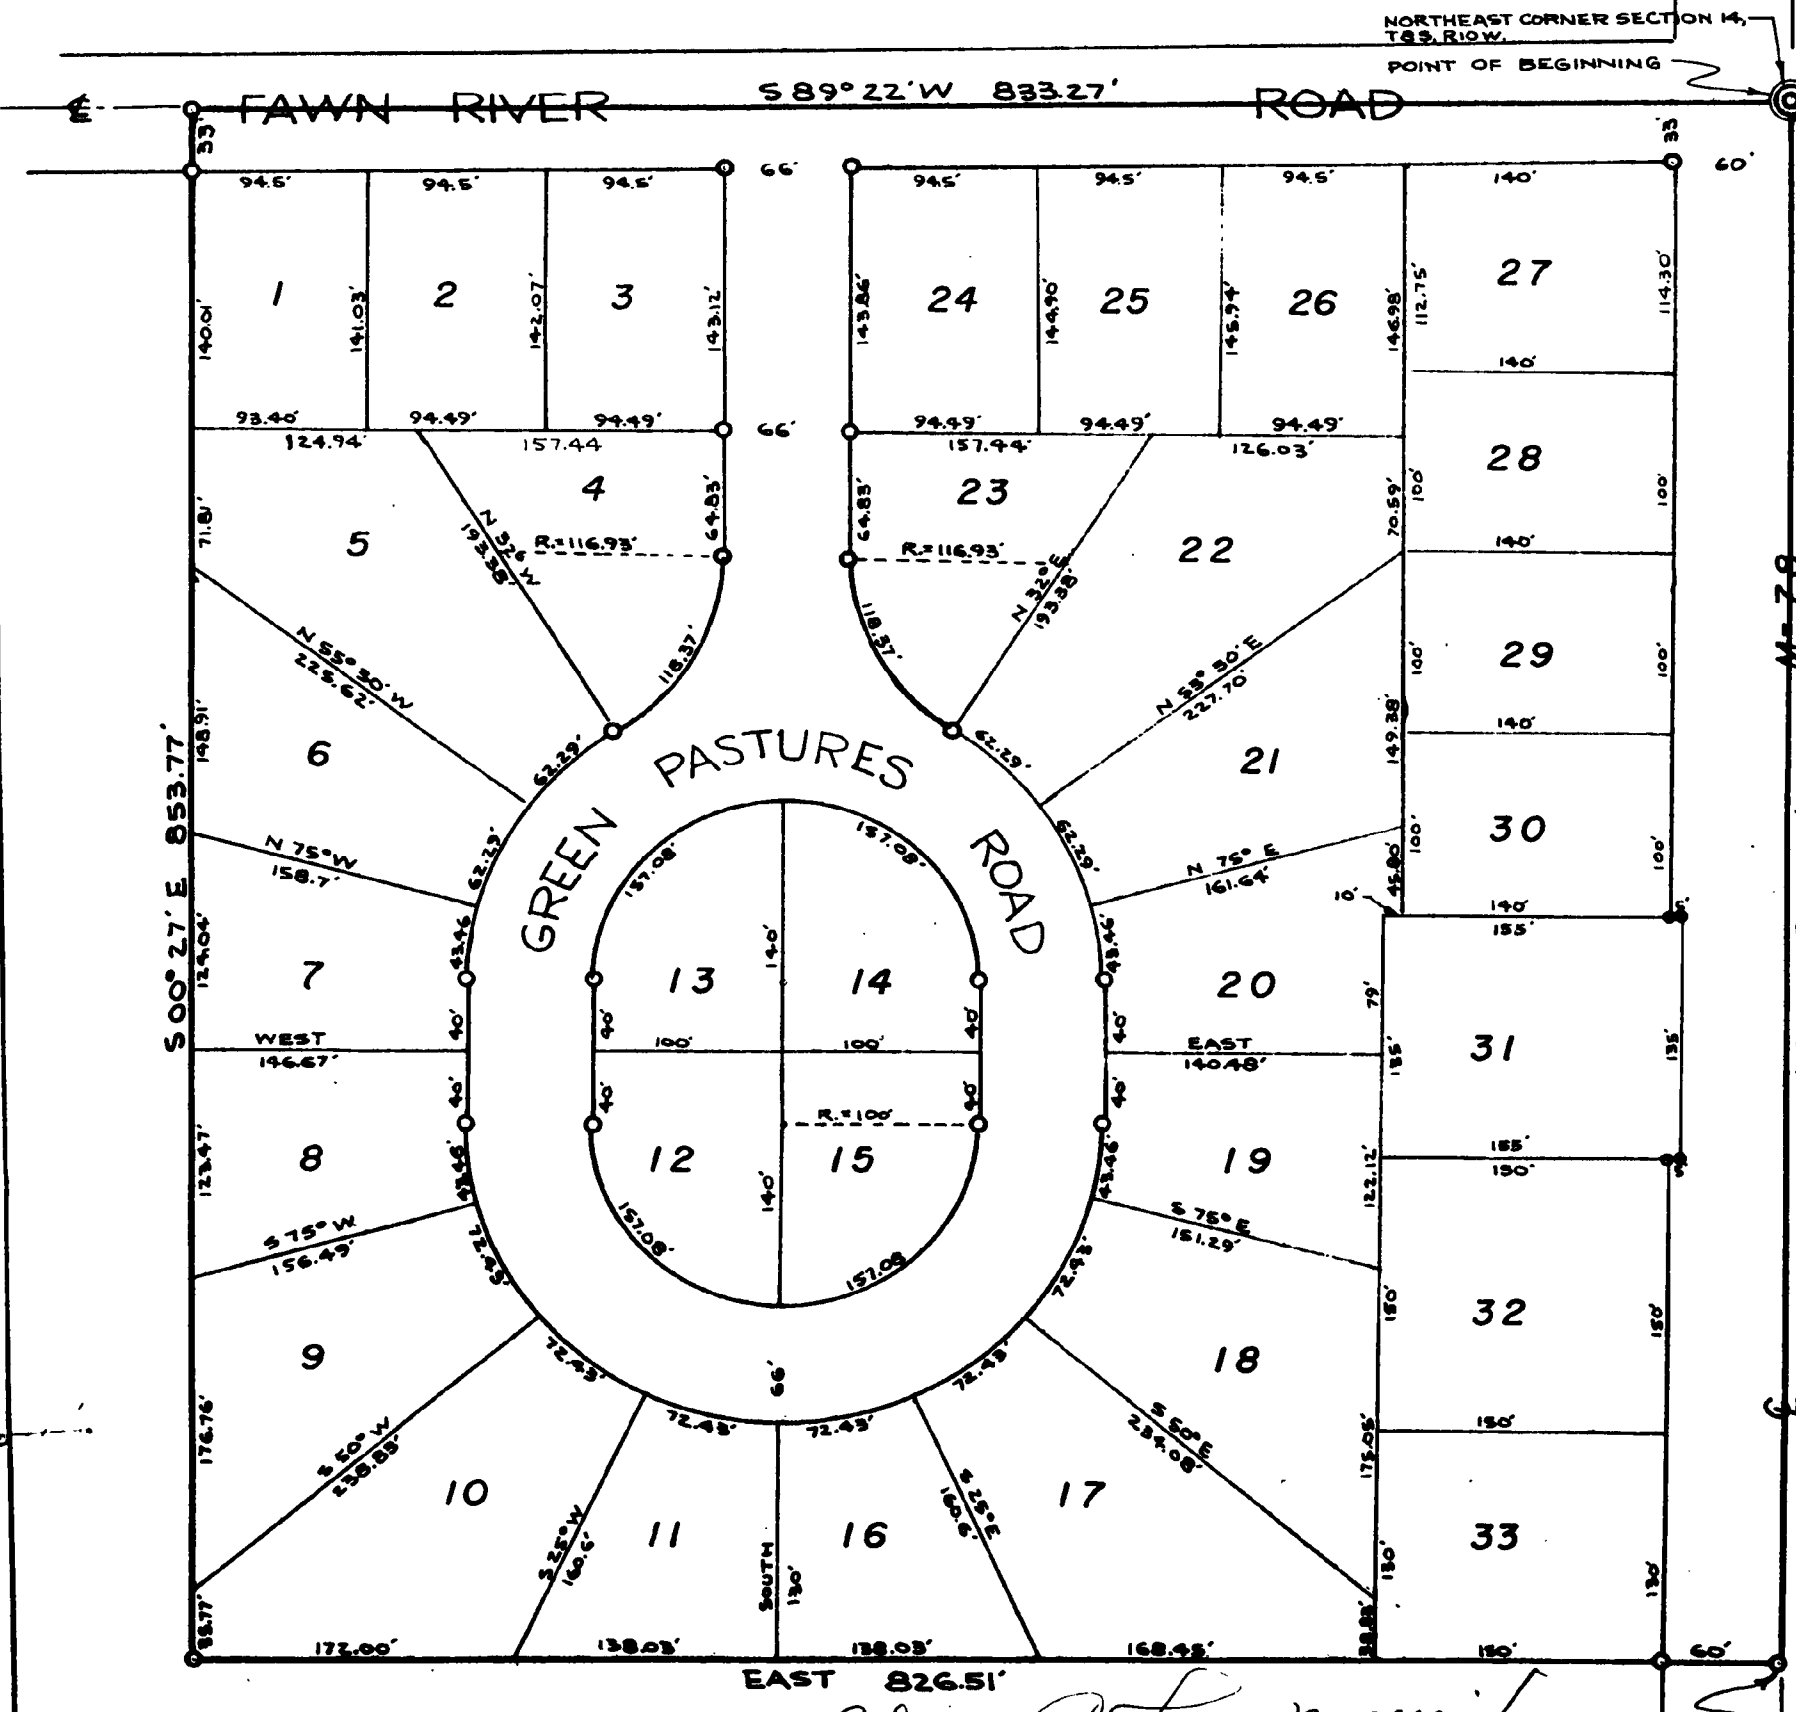 NORTHEAST CORNER SECTION 14,
T8S, R10W.
POINT OF BEGINNING
S 89° 22' W 833.27'
FAWN RIVER ROAD
33'
33'
60'
94.5' 94.5' 94.5' 66' 94.5' 94.5' 94.5' 140'
1 2 3 24 25 26 27
140.01' 141.03' 142.07 143.12' 143.86' 144.90' 145.94' 146.98' 112.75' 114.30'
140'
93.40' 94.49' 94.49' 66' 94.49' 94.49' 94.49'
124.94' 157.44 157.44' 126.03'
4 23 28
71.81' 64.83' 64.83' 70.59' 100' 100'
5 N 32° W
193.38'
R.=116.93' R.=116.93'
N 32° E
193.38'
22
140'
118.37' 118.37'
N 55° 30' W
225.62'
N 55° 30' E
227.70'
29
100' 100'
148.91' 149.38'
140'
6 62.29' 62.29' 21
PASTURES
GREEN ROAD
S 00° 27' E 853.77'
M-78
30
100' 100'
N 75° W
158.7'
62.29' 157.08' 157.08' 62.29'
N 75° E
161.64'
45.80'
10' 140' 5'
155'
7 43.46 140' 43.46' 20
124.04' 13 14 79'
40' 40' 40' 40'
WEST
146.67'
100' 100'
EAST
140.48'
135' 31 135'
40' 40' 40' 40'
R.=100'
8 12 15 19
123.47' 43.46' 140' 43.46' 122.12'
155'
150'
S 75° W
156.49'
72.43' 157.08' 157.08 72.43'
S 75° E
151.29'
150' 32 150'
9 72.43' 66' 72.43' 18
72.43' 72.43'
150'
176.76' 175.05'
S 50° W
238.83'
S 50° E
234.08'
10 17
S 25° W
160.6'
11 16
S 25° E
160.6'
33
SOUTH
130'
130' 130'
172.00' 138.03' 138.03' 168.45' 150' 60'
EAST 826.51'